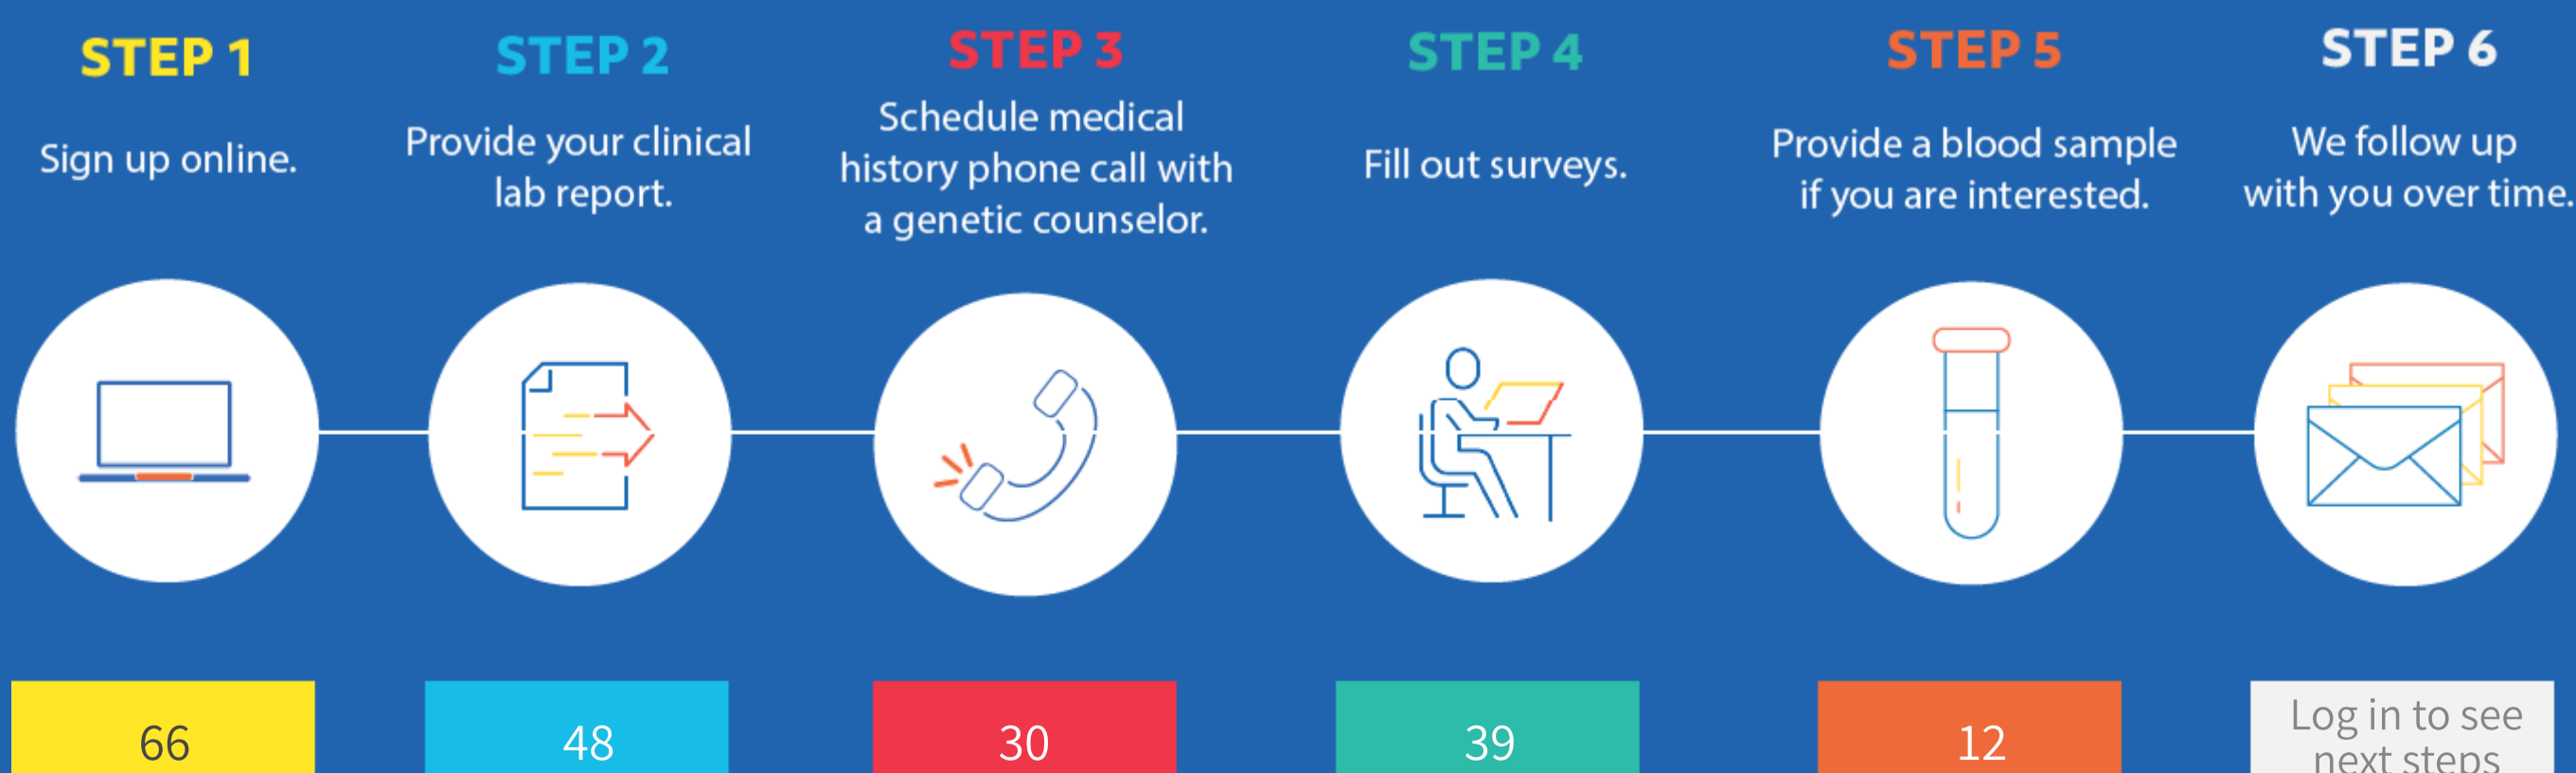 STEP 1
Sign up online.
66
STEP 2
Provide your clinical
lab report.
48
STEP 3
Schedule medical
history phone call with
a genetic counselor.
30
STEP 4
Fill out surveys.
39
STEP 5
Provide a blood sample
if you are interested.
12
STEP 6
We follow up
with you over time.
Log in to see
next steps